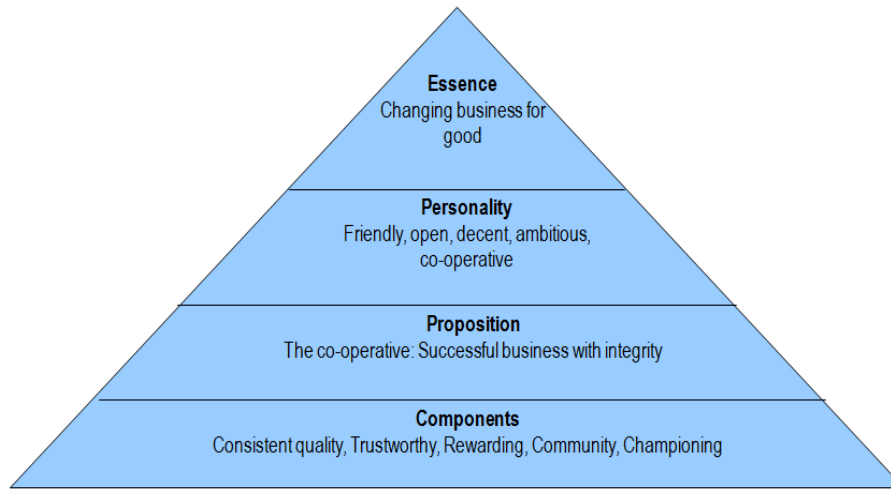 Essence
Changing business for
good
Personality
Friendly, open, decent, ambitious,
co-operative
Proposition
The co-operative: Successful business with integrity
Components
Consistent quality, Trustworthy, Rewarding, Community, Championing